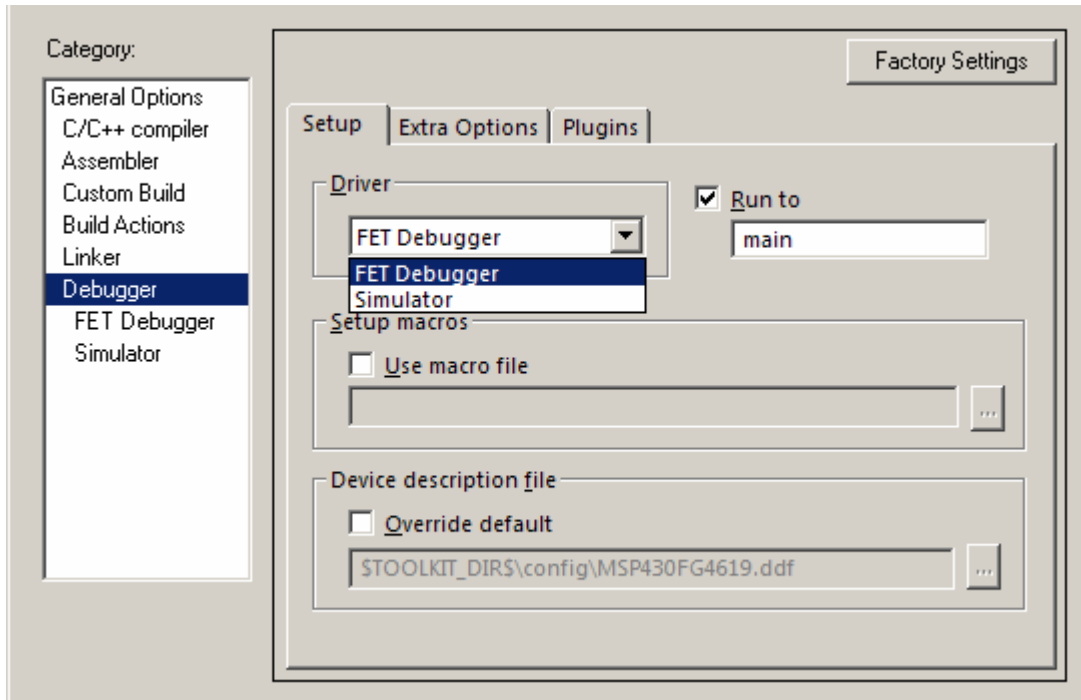 Category:
General Options
C/C++ compiler
Assembler
Custom Build
Build Actions
Linker
Debugger
FET Debugger
Simulator
Factory Settings
Setup
Extra Options
Plugins
Driver
FET Debugger
FET Debugger
Simulator
Run to
main
Setup macros
Use macro file
...
Device description file
Override default
$TOOLKIT_DIR$\config\MSP430FG4619.ddf
...